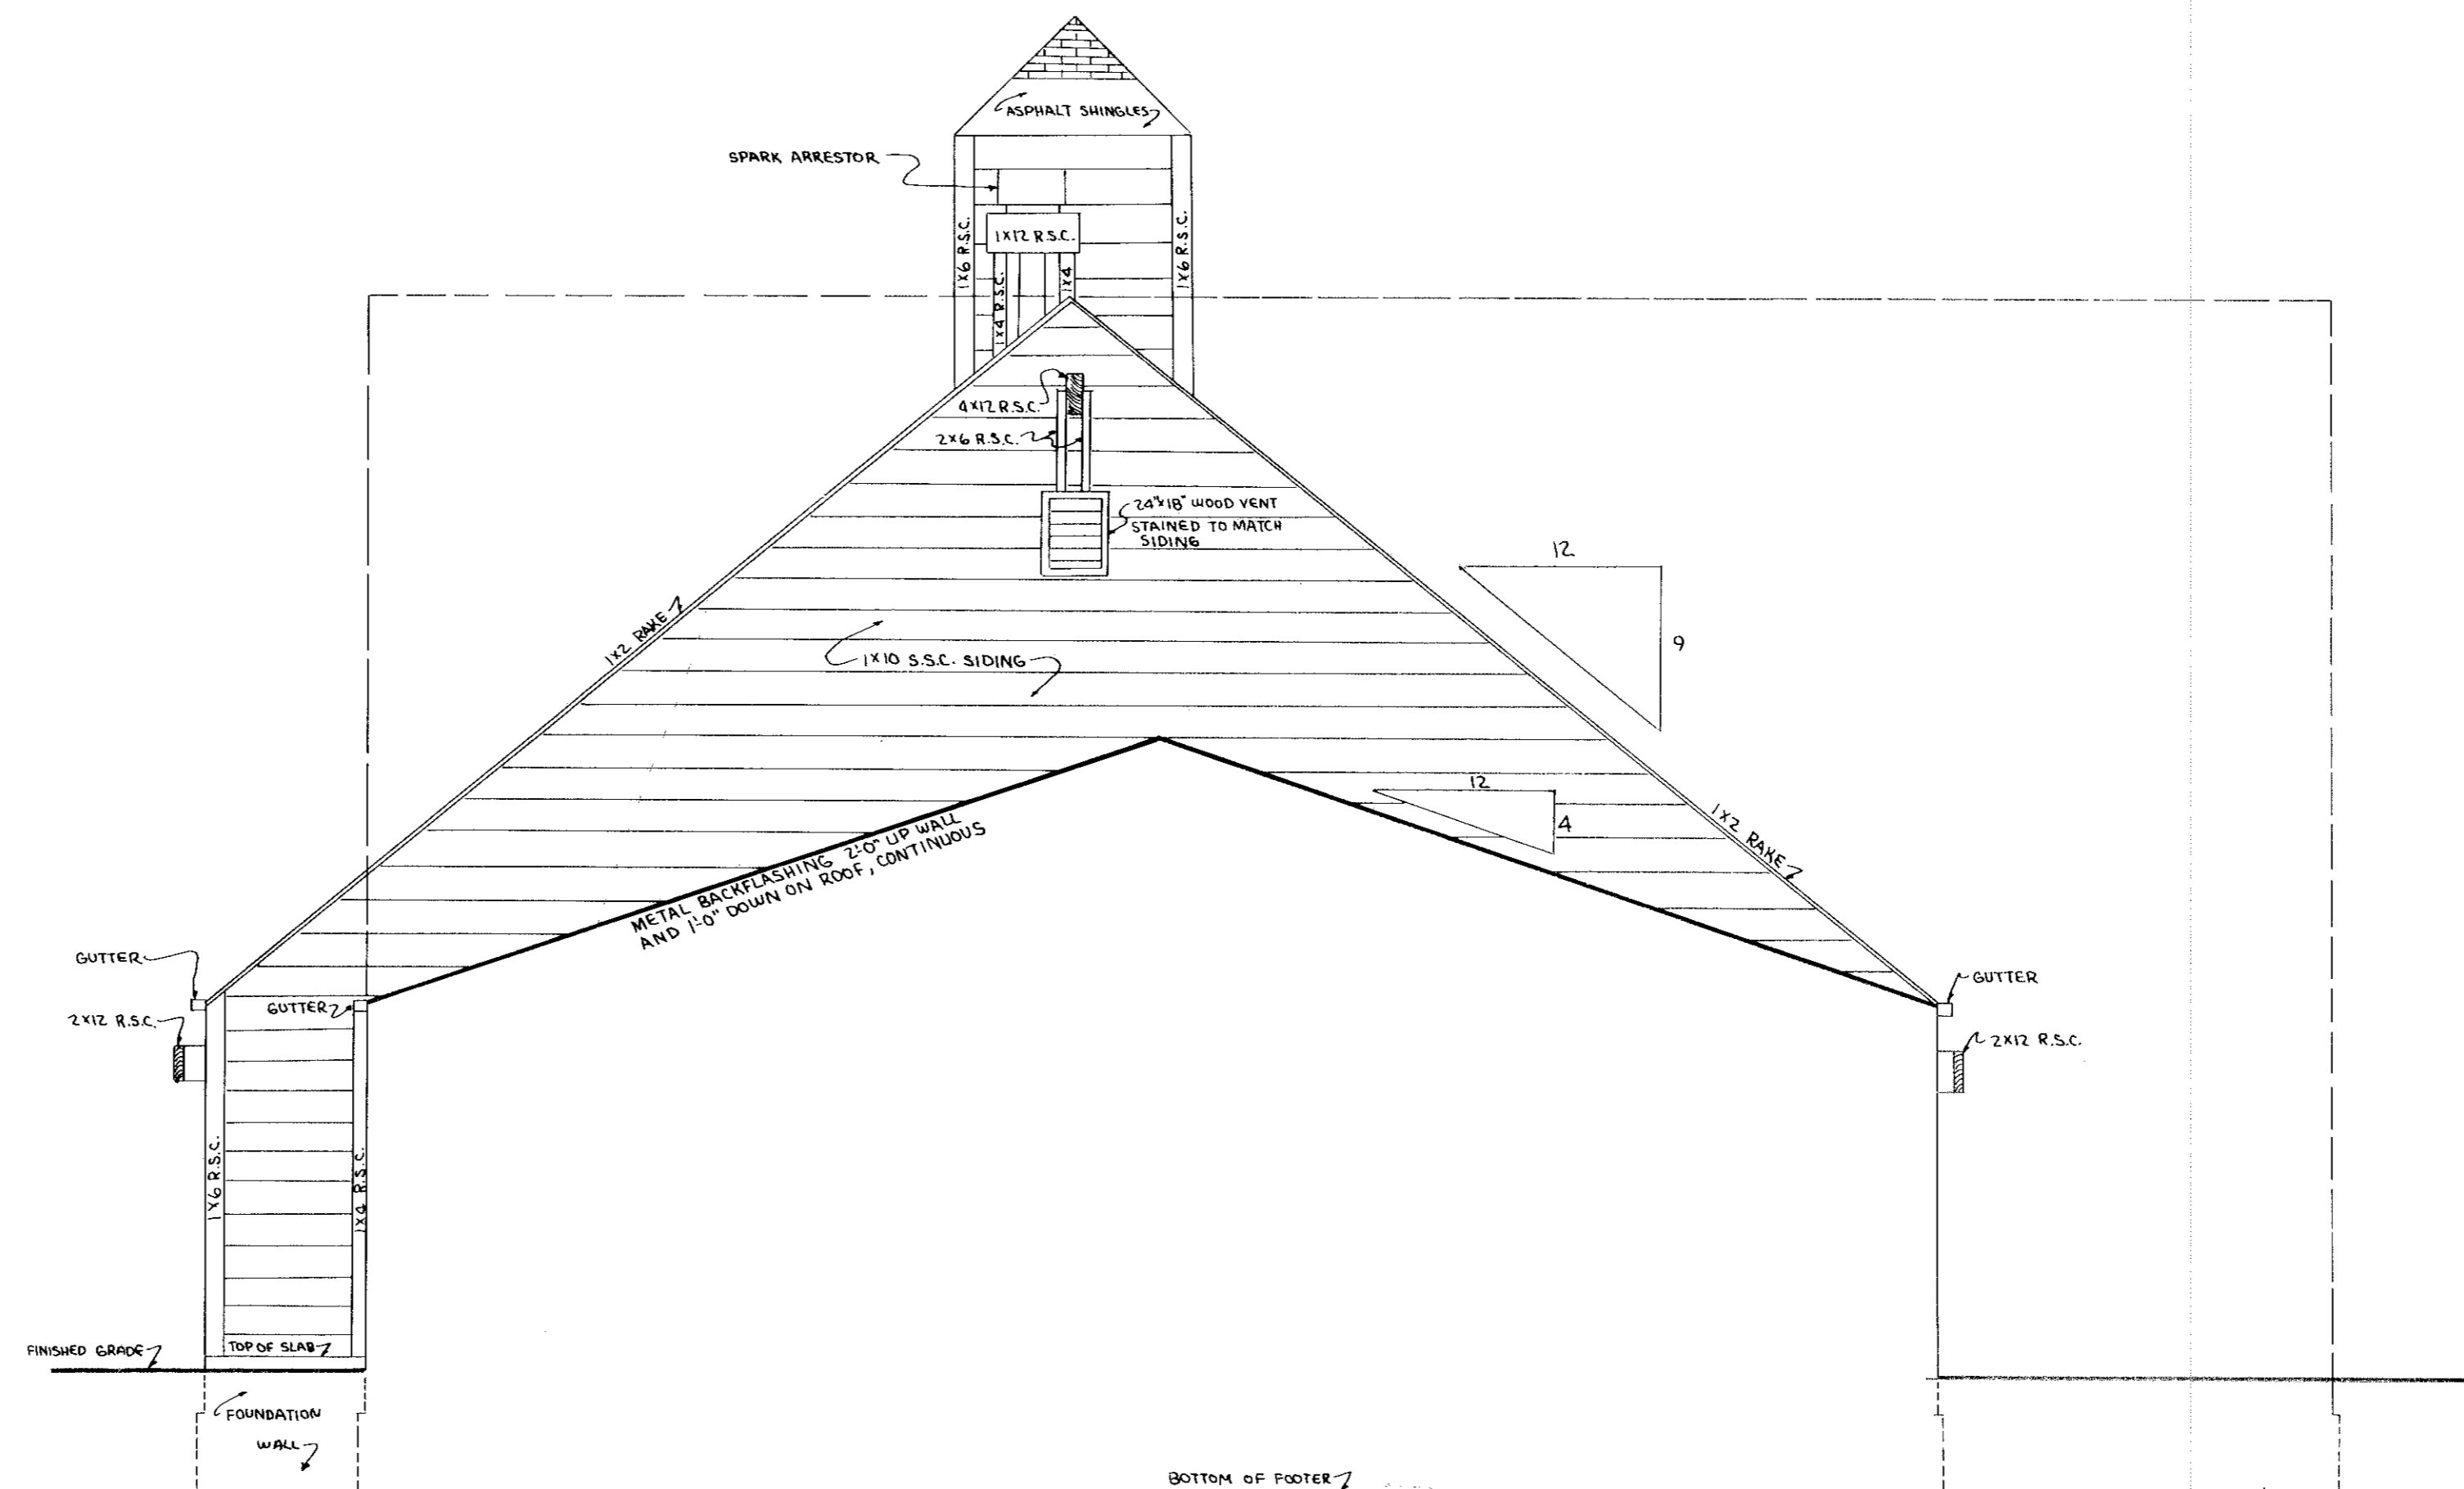 ASPHALT SHINGLES
SPARK ARRESTOR
1X12 R.S.C.
1X6 R.S.C.
1X4 R.S.C.
1X4
1X6 R.S.C.
4X12 R.S.C.
2X6 R.S.C.
24"X18" WOOD VENT
STAINED TO MATCH
SIDING
12
9
1X2 RAKE
1X10 S.S.C. SIDING
12
4
1X2 RAKE
METAL BACKFLASHING 2'-0" UP WALL
AND 1'-0" DOWN ON ROOF, CONTINUOUS
GUTTER
GUTTER
GUTTER
2X12 R.S.C.
2X12 R.S.C.
1X6 R.S.C.
1X4 R.S.C.
FINISHED GRADE
TOP OF SLAB
FOUNDATION
WALL
BOTTOM OF FOOTER